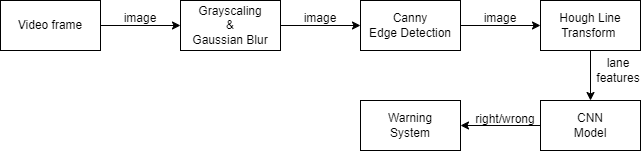 Video frame
image
Grayscaling
&
Gaussian Blur
image
Canny
Edge Detection
image
Hough Line
Transform
lane
features
CNN
Model
right/wrong
Warning
System